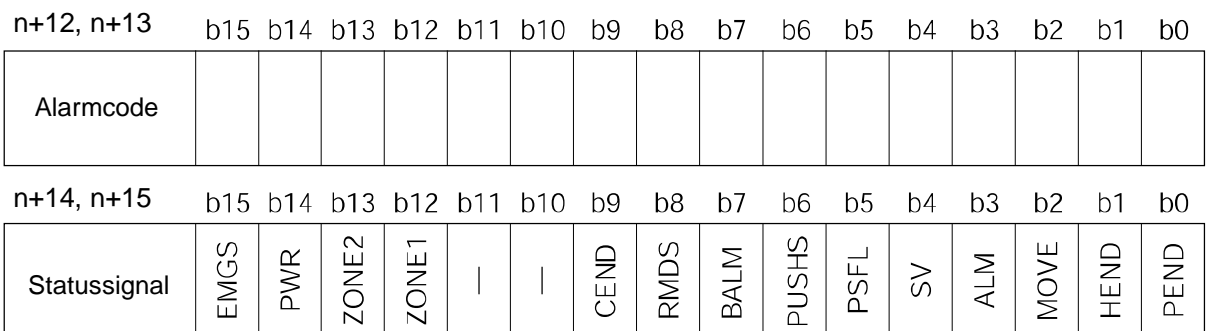 n+12, n+13 b15 b14 b13 b12 b11 b10 b9 b8 b7 b6 b5 b4 b3 b2 b1 b0
Alarmcode
n+14, n+15 b15 b14 b13 b12 b11 b10 b9 b8 b7 b6 b5 b4 b3 b2 b1 b0
Statussignal EMGS PWR ZONE2 ZONE1 — — CEND RMDS BALM PUSHS PSFL SV ALM MOVE HEND PEND